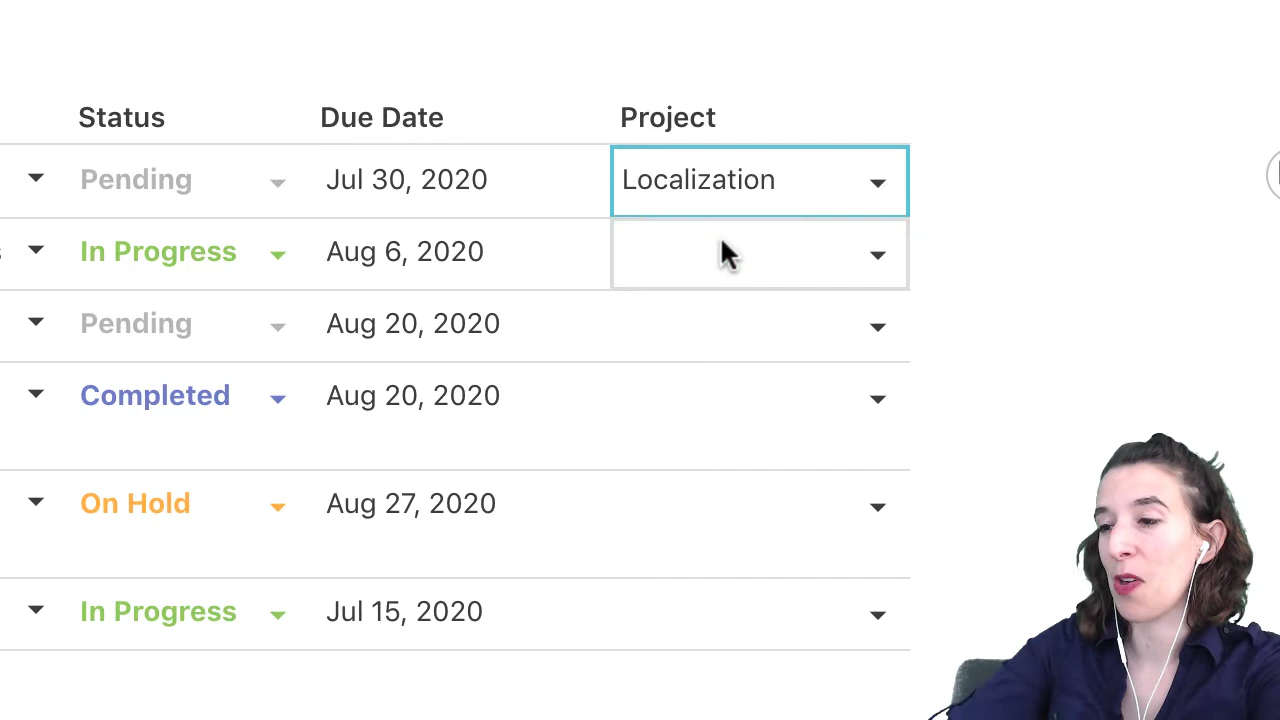 Status Due Date Project
Pending Jul 30, 2020 Localization
In Progress Aug 6, 2020
Pending Aug 20, 2020
Completed Aug 20, 2020
On Hold Aug 27, 2020
In Progress Jul 15, 2020